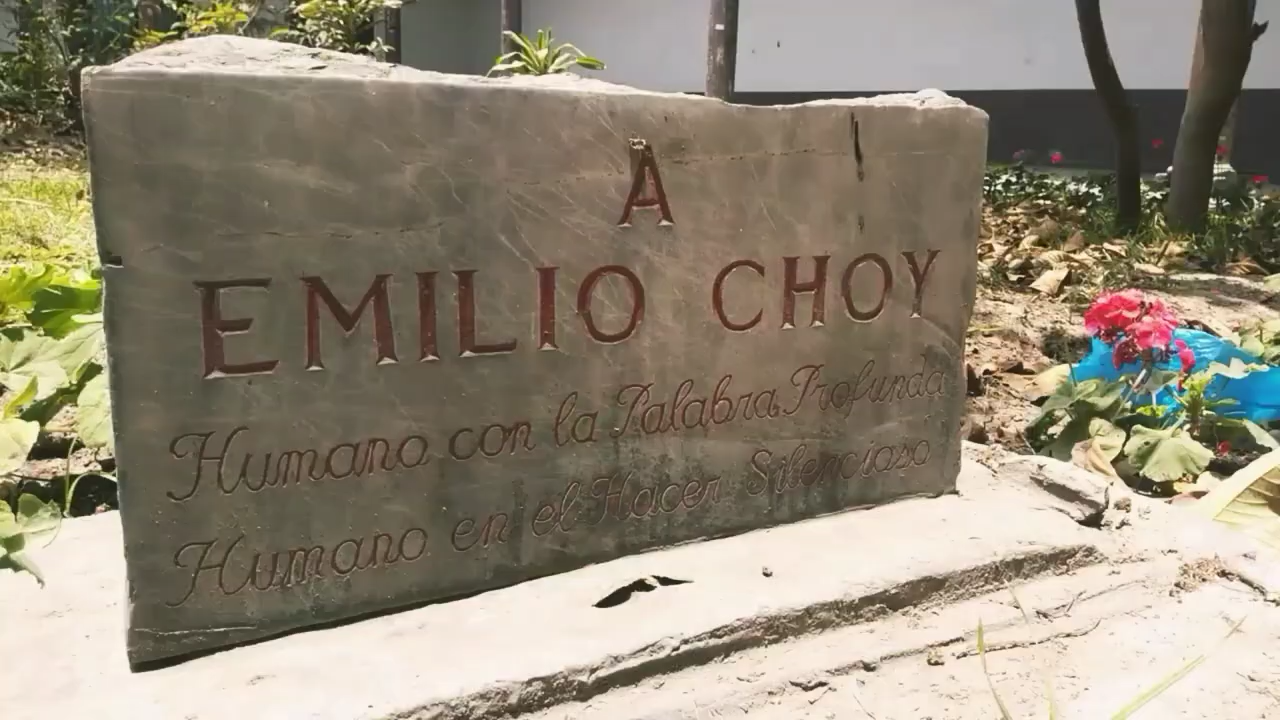 A
EMILIO CHOY
Humano con la Palabra Profunda
Humano en el Hacer Silencioso